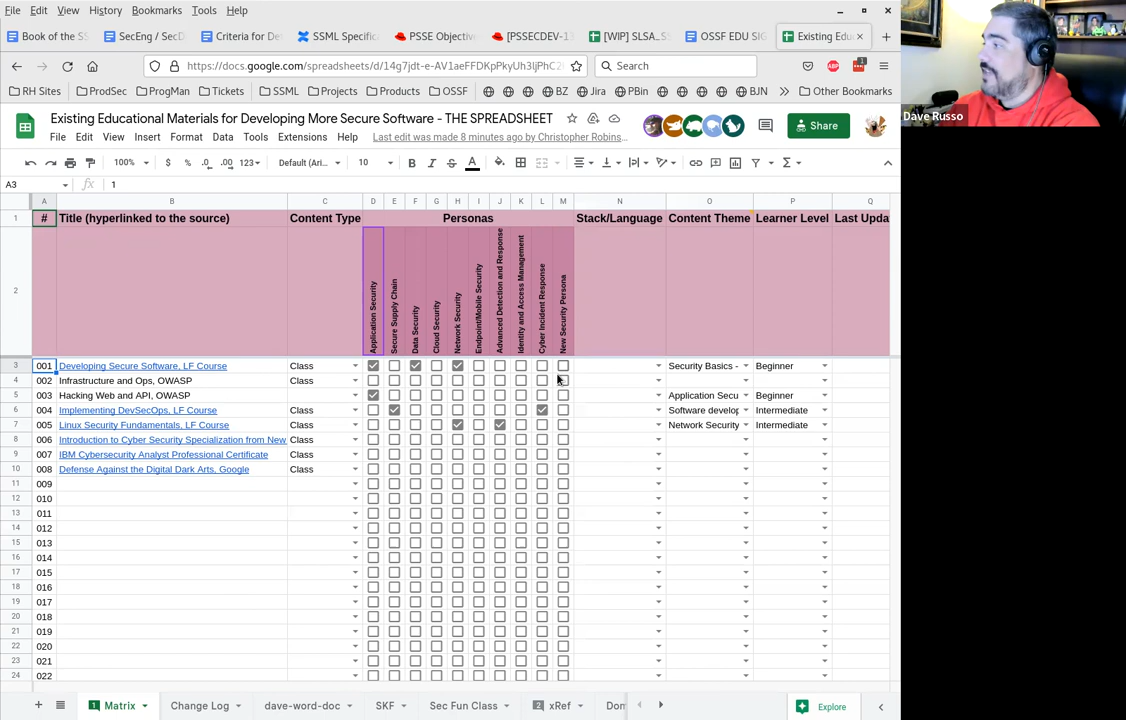 File Edit View History Bookmarks Tools Help
Book of the SS SecEng / SecD Criteria for De SSML Specific PSSE Objectiv [PSSECDEV-1 [WIP] SLSA_S OSSF EDU SIG Existing Edu
https://docs.google.com/spreadsheets/d/14g7jdt-e-AV1aeFFDKpPkyUh3IjPhC2 Search
RH Sites ProdSec ProgMan Tickets SSML Projects Products OSSF BZ Jira PBin BJN Other Bookmarks
Existing Educational Materials for Developing More Secure Software - THE SPREADSHEET
File Edit View Insert Format Data Tools Extensions Help Last edit was made 8 minutes ago by Christopher Robins...
Share
Dave Russo
100% $ % .0 .00 123 Default (Ari... 10 B I S A
A3 fx 1
A B C D E F G H I J K L M N O P Q
1 # Title (hyperlinked to the source) Content Type Personas Stack/Language Content Theme Learner Level Last Upda
2 Application Security Secure Supply Chain Data Security Cloud Security Network Security Endpoint/Mobile Security Advanced Detection and Response Identity and Access Management Cyber Incident Response New Security Persona
3 001 Developing Secure Software, LF Course Class Security Basics - Beginner
4 002 Infrastructure and Ops, OWASP Class
5 003 Hacking Web and API, OWASP Application Secu Beginner
6 004 Implementing DevSecOps, LF Course Class Software develop Intermediate
7 005 Linux Security Fundamentals, LF Course Class Network Security Intermediate
8 006 Introduction to Cyber Security Specialization from New Class
9 007 IBM Cybersecurity Analyst Professional Certificate Class
10 008 Defense Against the Digital Dark Arts, Google Class
11 009
12 010
13 011
14 012
15 013
16 014
17 015
18 016
19 017
20 018
21 019
22 020
23 021
24 022
Matrix Change Log dave-word-doc SKF Sec Fun Class 2 xRef Don Explore